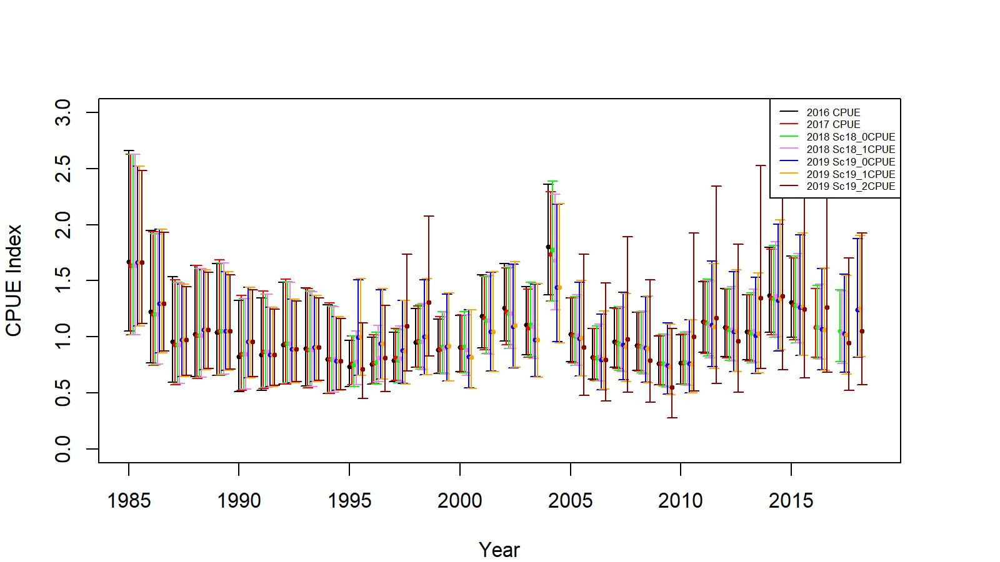 3.0
2.5
2.0
1.5
1.0
0.5
0.0
CPUE Index
2016 CPUE
2017 CPUE
2018 Sc18_0CPUE
2018 Sc18_1CPUE
2019 Sc19_0CPUE
2019 Sc19_1CPUE
2019 Sc19_2CPUE
1985 1990 1995 2000 2005 2010 2015
Year